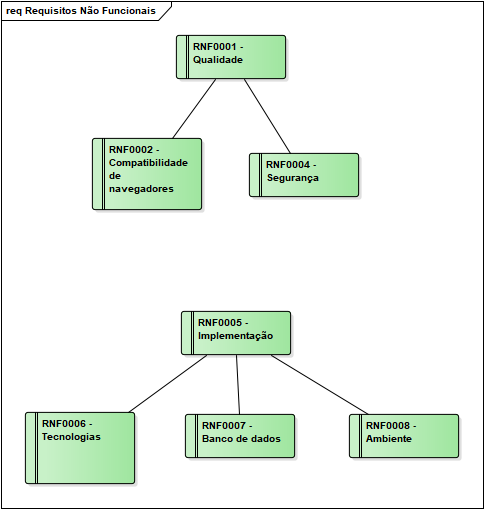 req Requisitos Não Funcionais
RNF0001 -
Qualidade
RNF0002 -
Compatibilidade
de
navegadores
RNF0004 -
Segurança
RNF0005 -
Implementação
RNF0006 -
Tecnologias
RNF0007 -
Banco de dados
RNF0008 -
Ambiente